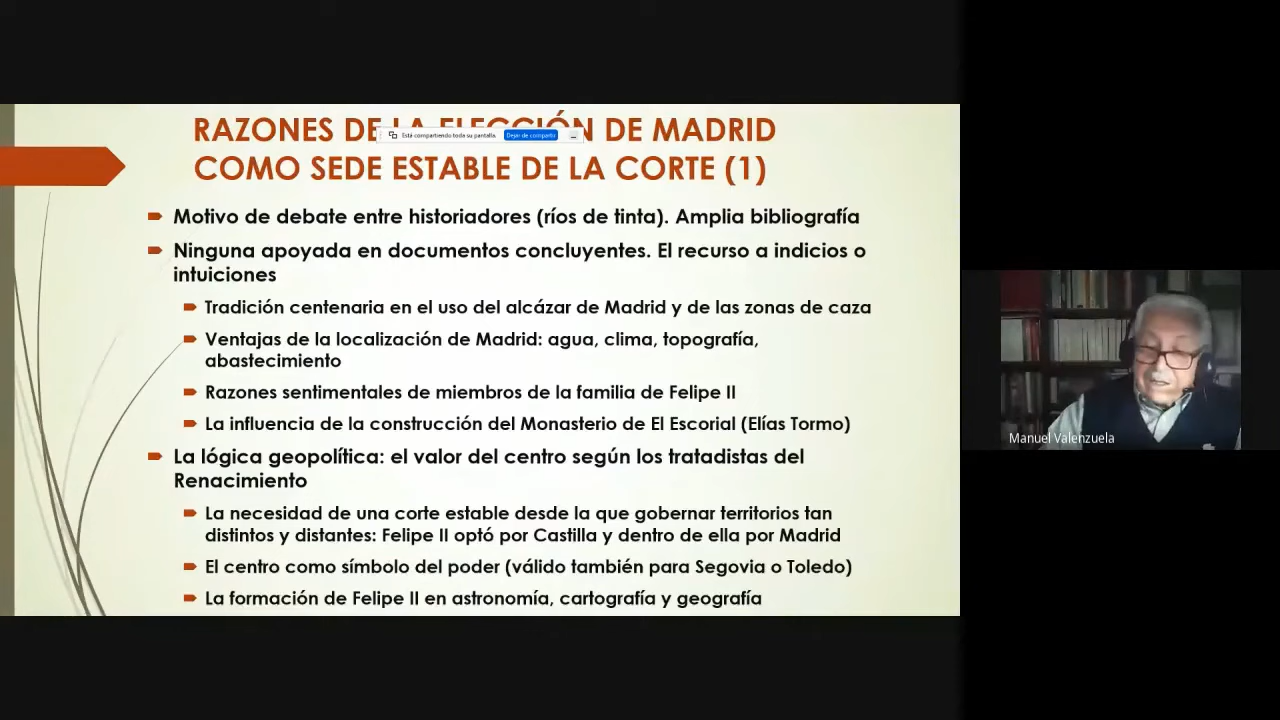 RAZONES DE LA ELECCIÓN DE MADRID
Está compartiendo toda su pantalla.
Dejar de compartir
COMO SEDE ESTABLE DE LA CORTE (1)
Motivo de debate entre historiadores (ríos de tinta). Amplia bibliografía
Ninguna apoyada en documentos concluyentes. El recurso a indicios o
intuiciones
Tradición centenaria en el uso del alcázar de Madrid y de las zonas de caza
Ventajas de la localización de Madrid: agua, clima, topografía,
abastecimiento
Razones sentimentales de miembros de la familia de Felipe II
La influencia de la construcción del Monasterio de El Escorial (Elías Tormo)
La lógica geopolítica: el valor del centro según los tratadistas del
Renacimiento
La necesidad de una corte estable desde la que gobernar territorios tan
distintos y distantes: Felipe II optó por Castilla y dentro de ella por Madrid
El centro como símbolo del poder (válido también para Segovia o Toledo)
La formación de Felipe II en astronomía, cartografía y geografía
Manuel Valenzuela